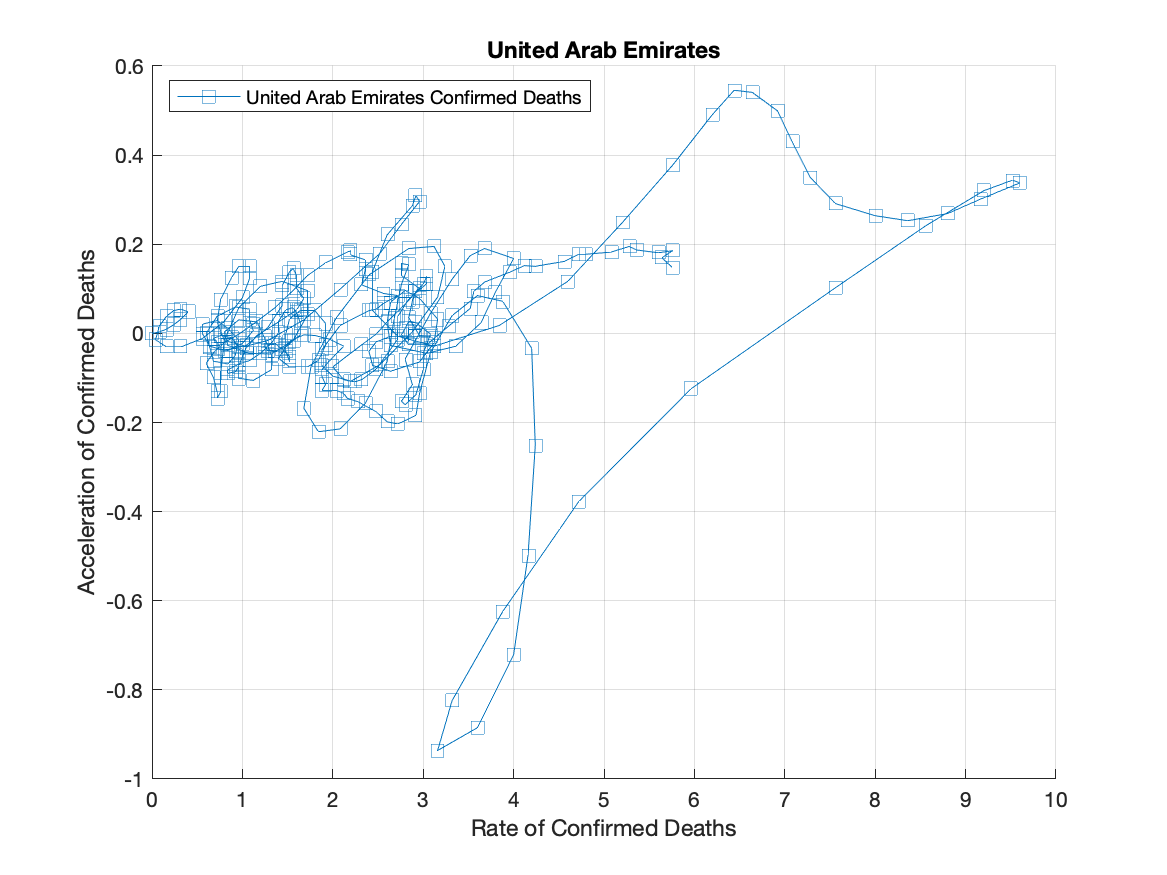 United Arab Emirates
United Arab Emirates Confirmed Deaths
0.6
0.4
0.2
0
-0.2
-0.4
-0.6
-0.8
-1
Acceleration of Confirmed Deaths
0 1 2 3 4 5 6 7 8 9 10
Rate of Confirmed Deaths